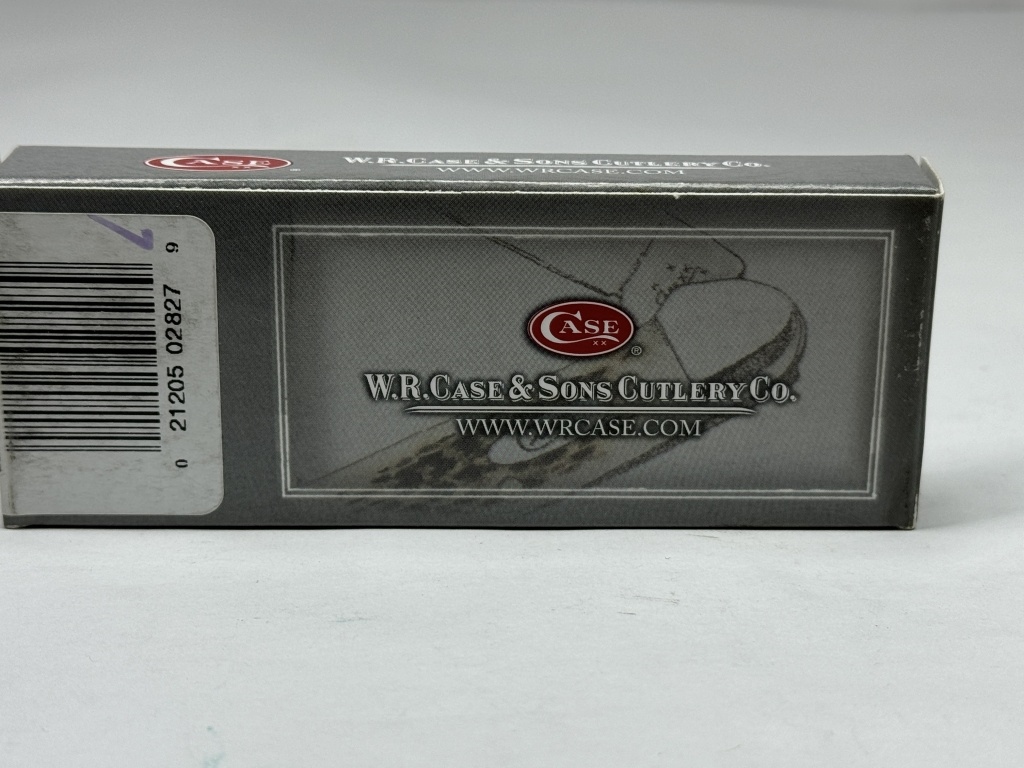 CASE XX ®
W.R. CASE & SONS CUTLERY CO.
WWW.WRCASE.COM
0 21205 02827 9
CASE XX ®
W.R. CASE & SONS CUTLERY CO.
WWW.WRCASE.COM